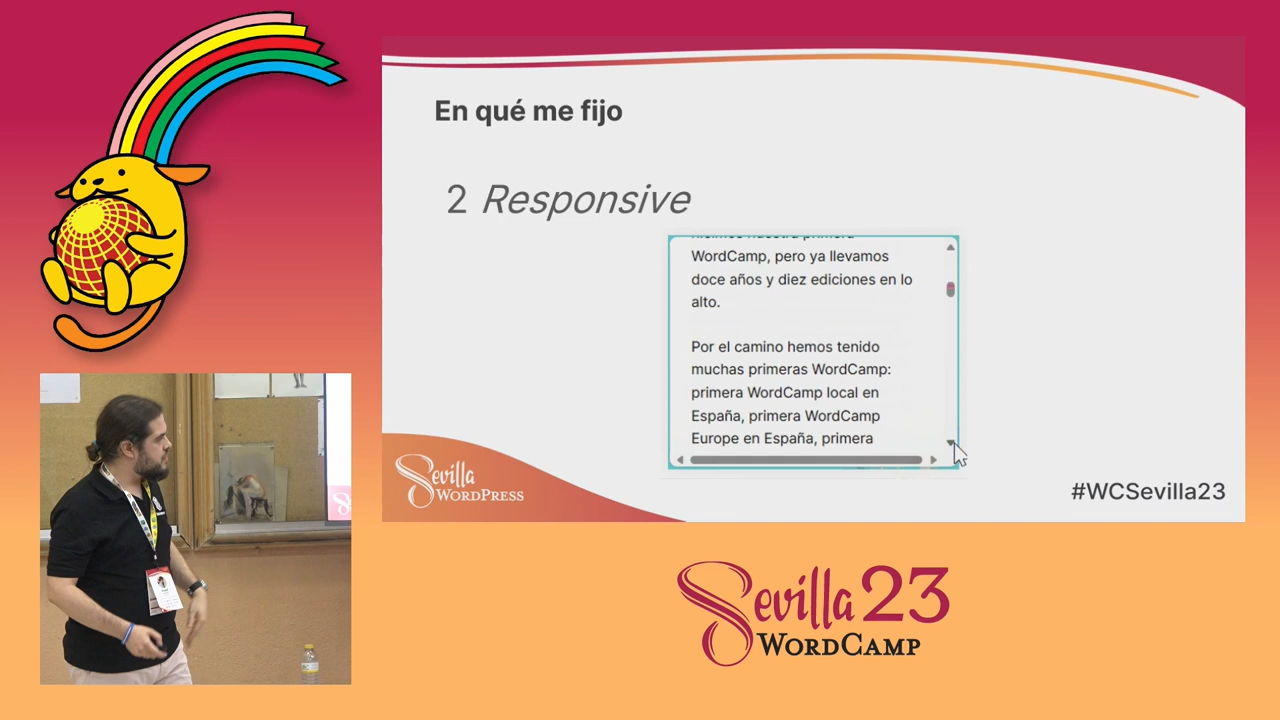 En qué me fijo
2 Responsive
WordCamp, pero ya llevamos
doce años y diez ediciones en lo
alto.
Por el camino hemos tenido
muchas primeras WordCamp:
primera WordCamp local en
España, primera WordCamp
Europe en España, primera
Sevilla
WORDPRESS
#WCSevilla23
Sevilla 23
WORDCAMP